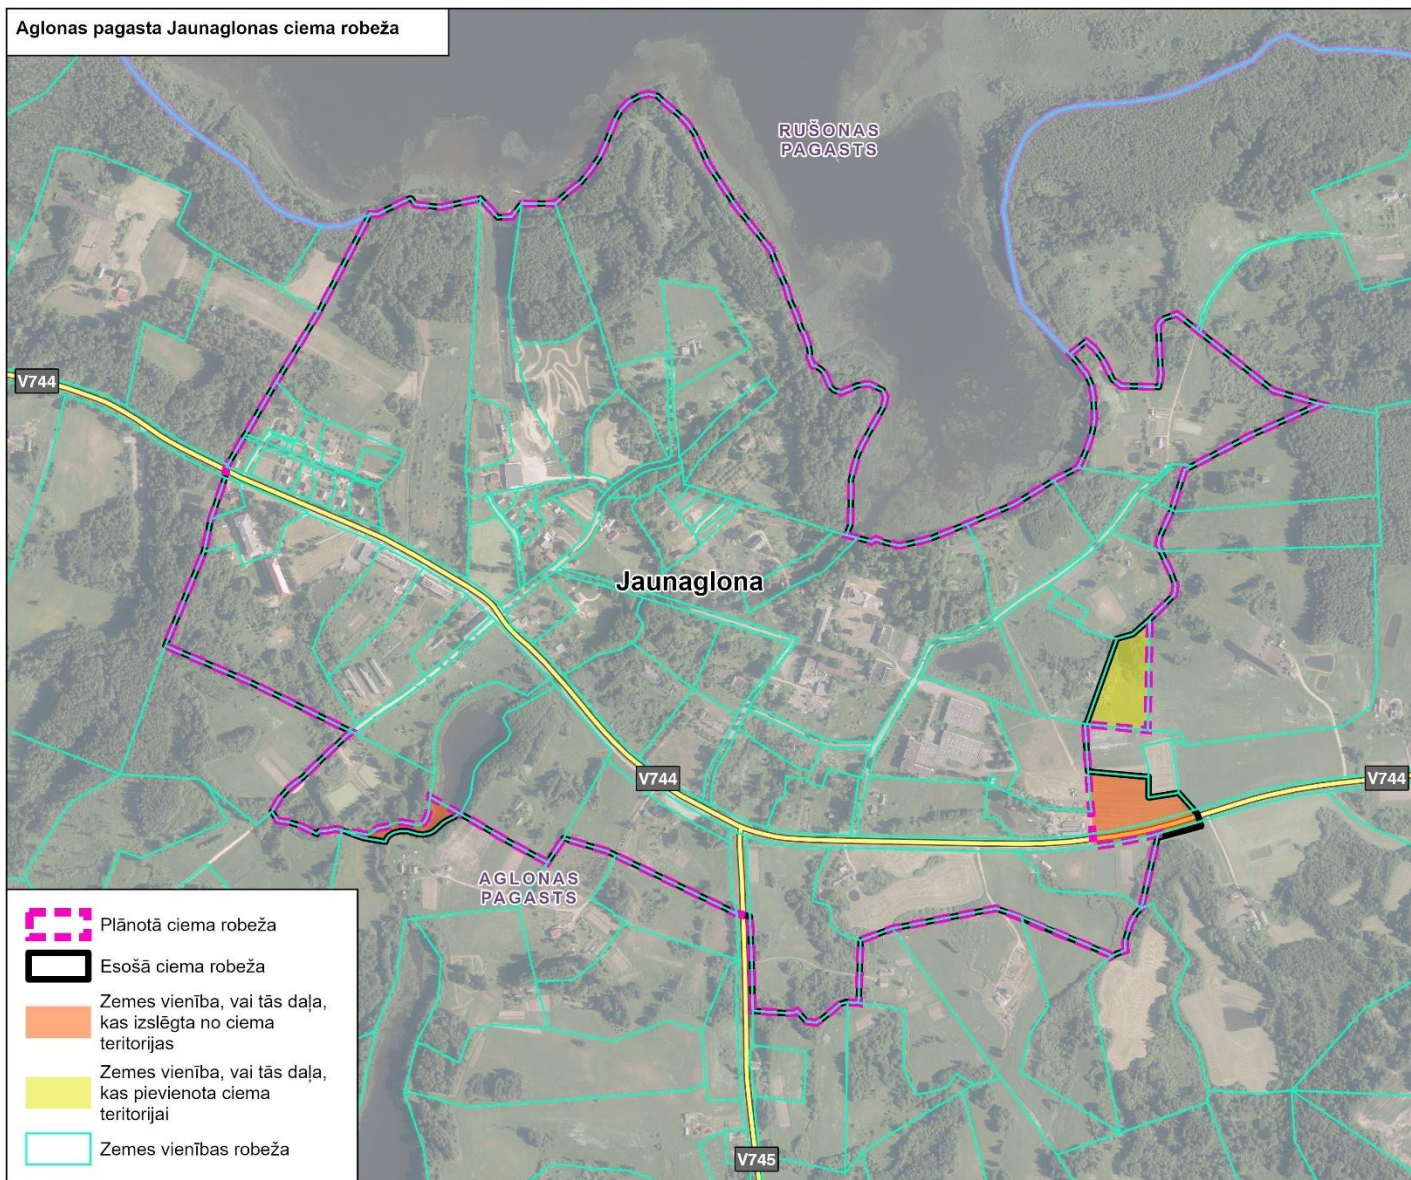 Aglonas pagasta Jaunaglonas ciema robeža
RUŠONAS
PAGASTS
V744
Jaunaglona
V744
V744
AGLONAS
PAGASTS
V745
Plānotā ciema robeža
Esošā ciema robeža
Zemes vienība, vai tās daļa,
kas izslēgta no ciema
teritorijas
Zemes vienība, vai tās daļa,
kas pievienota ciema
teritorijai
Zemes vienības robeža